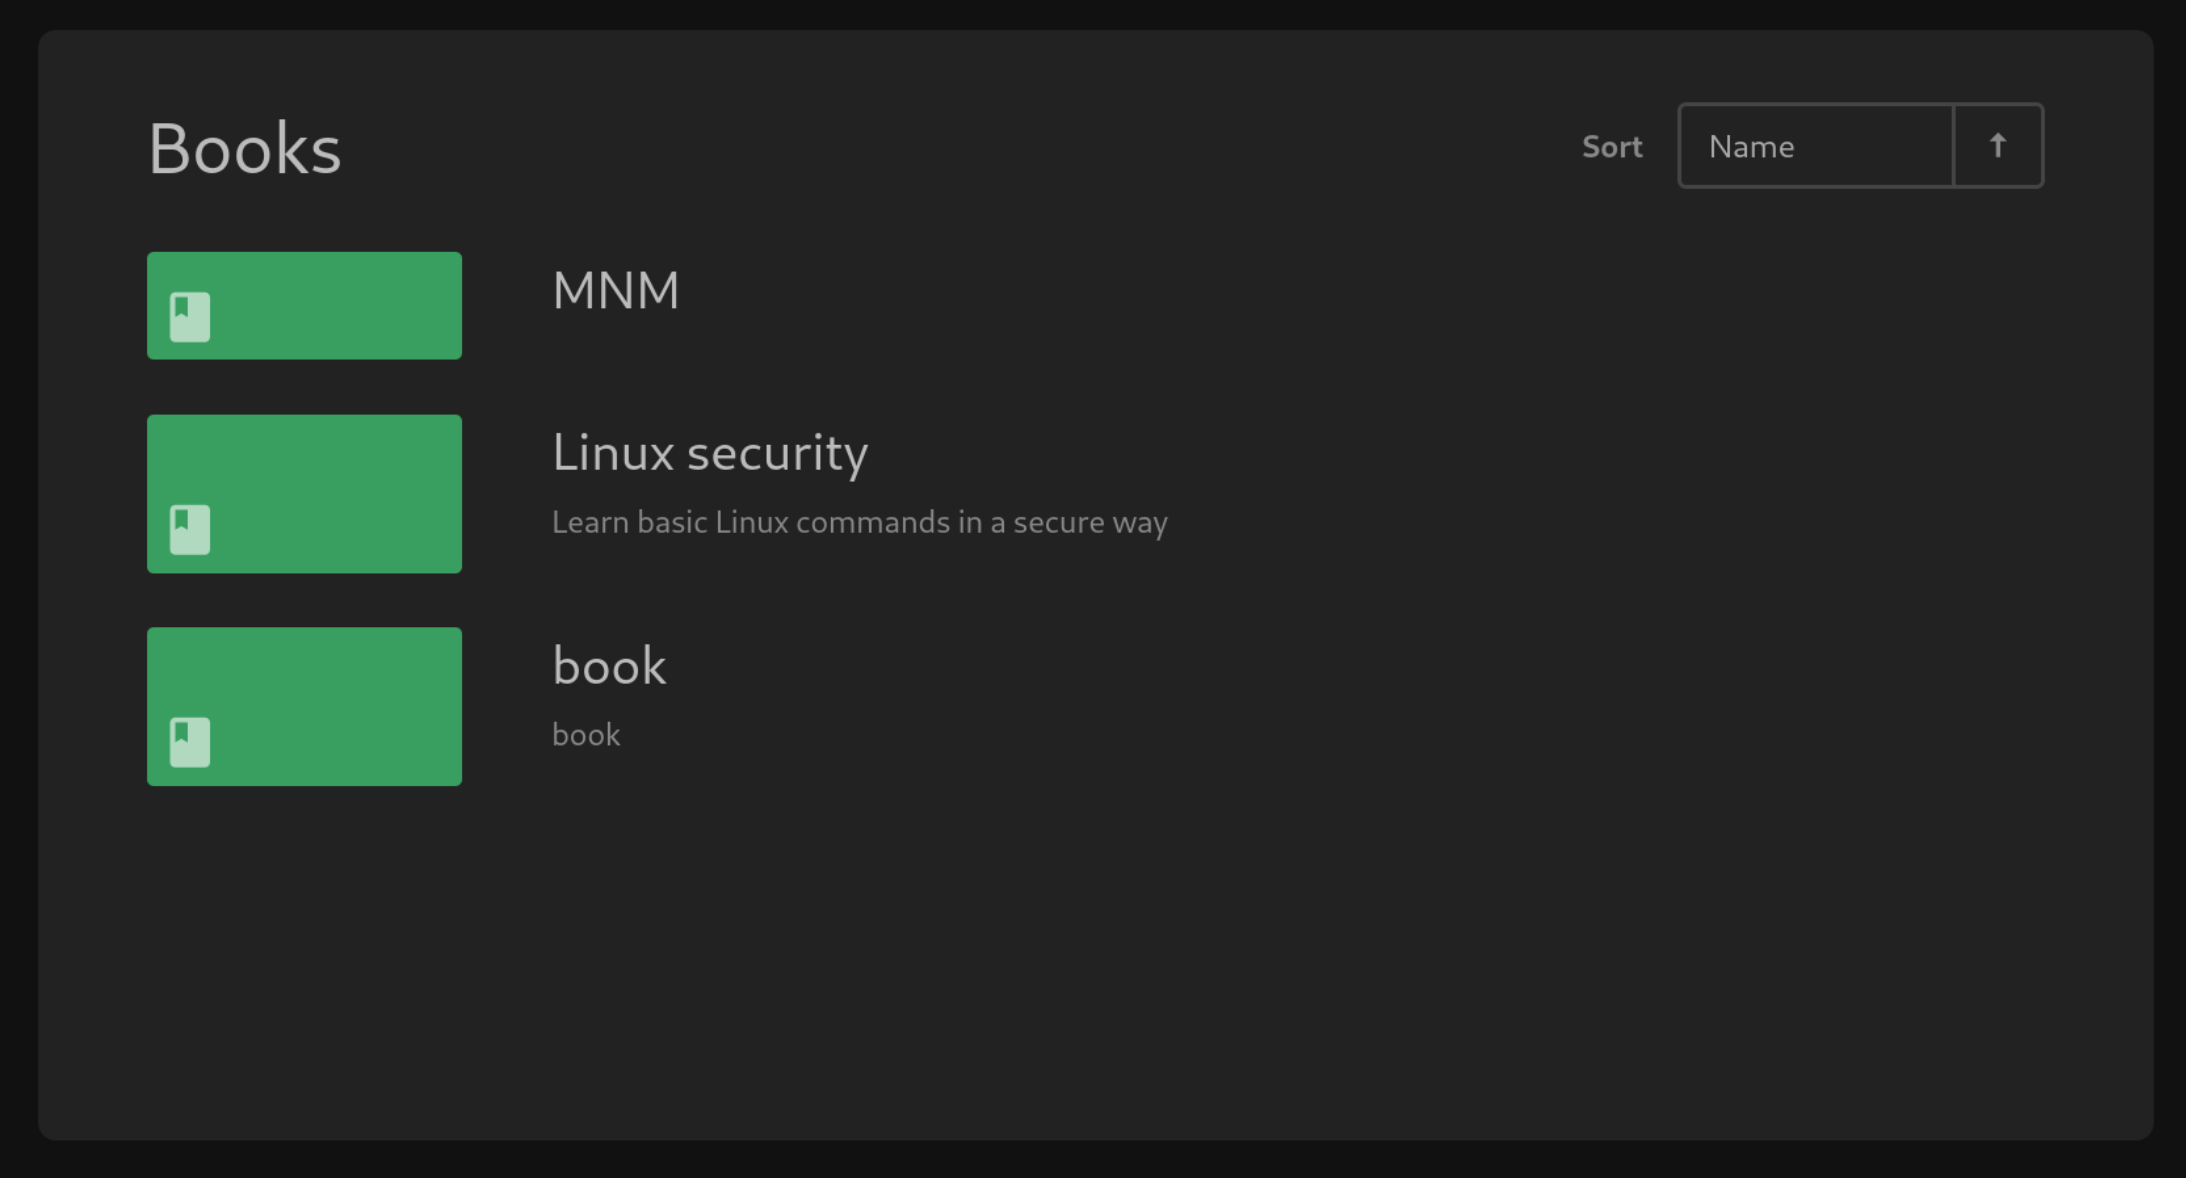 Books
Sort
Name
MNM
Linux security
Learn basic Linux commands in a secure way
book
book